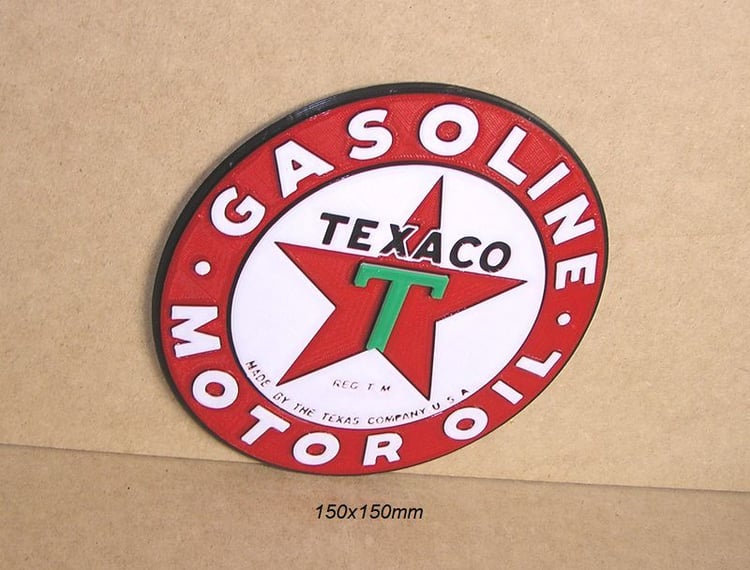 GASOLINE
TEXACO
T
REG T M
MADE BY THE TEXAS COMPANY U.S.A
MOTOR OIL
150x150mm